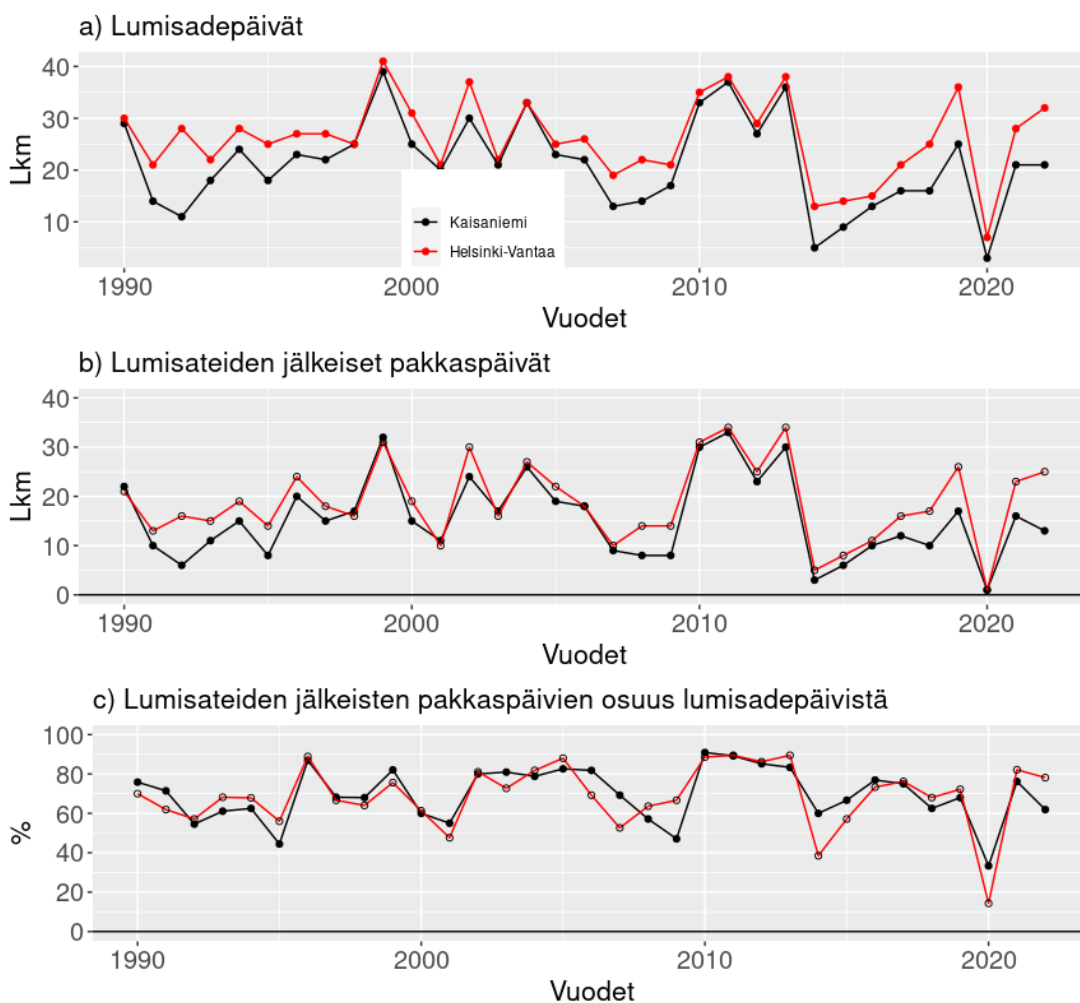 a) Lumisadepäivät
Lkm
40
30
20
10
Kaisaniemi
Helsinki-Vantaa
1990 2000 2010 2020
Vuodet
b) Lumisateiden jälkeiset pakkaspäivät
Lkm
40
30
20
10
0
1990 2000 2010 2020
Vuodet
c) Lumisateiden jälkeisten pakkaspäivien osuus lumisadepäivistä
%
100
80
60
40
20
0
1990 2000 2010 2020
Vuodet